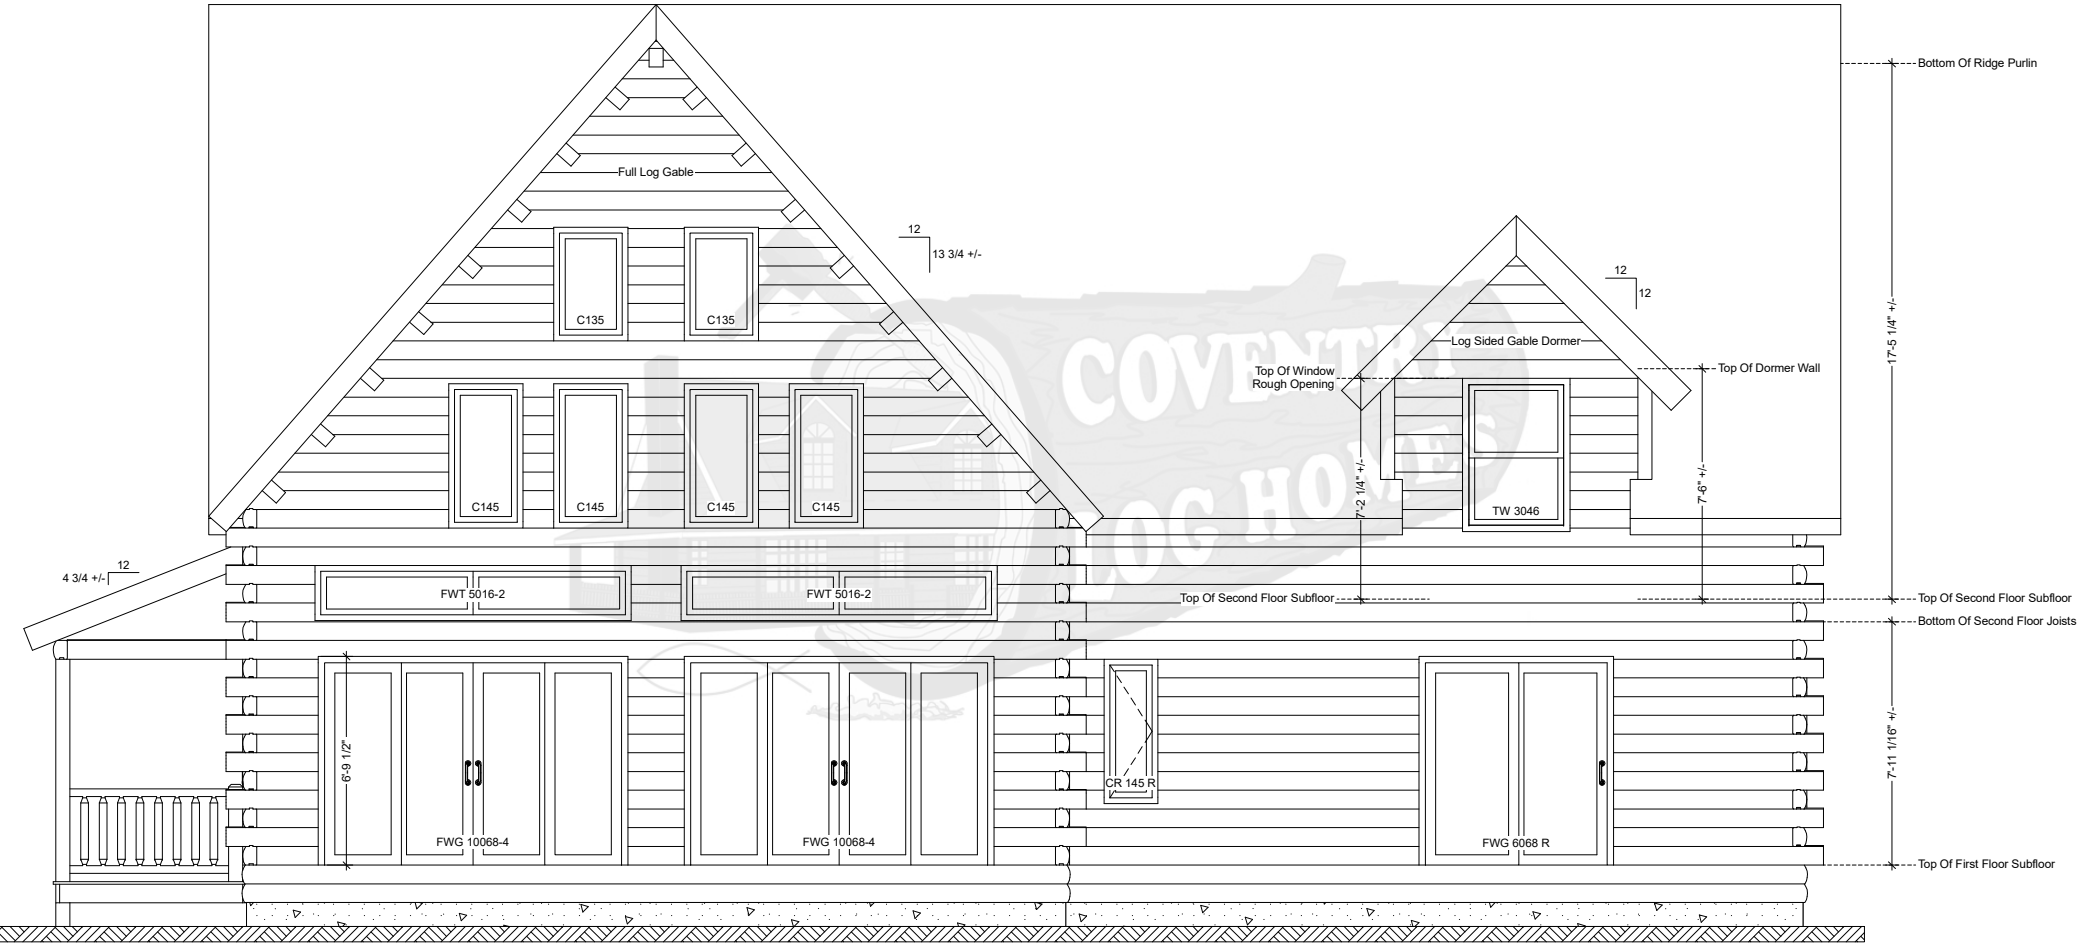 Bottom Of Ridge Purlin
Full Log Gable
12
13 3/4 +/-
C135
C135
12
12
Log Sided Gable Dormer
Top Of Window
Rough Opening
Top Of Dormer Wall
17'-5 1/4" +/-
COVENTRY
LOG HOMES
C145
C145
C145
C145
7'-2 1/4" +/-
7'-6" +/-
TW 3046
12
4 3/4 +/-
FWT 5016-2
FWT 5016-2
Top Of Second Floor Subfloor
Top Of Second Floor Subfloor
Bottom Of Second Floor Joists
6'-9 1/2"
7'-11 1/16" +/-
CR 145 R
FWG 10068-4
FWG 10068-4
FWG 6068 R
Top Of First Floor Subfloor